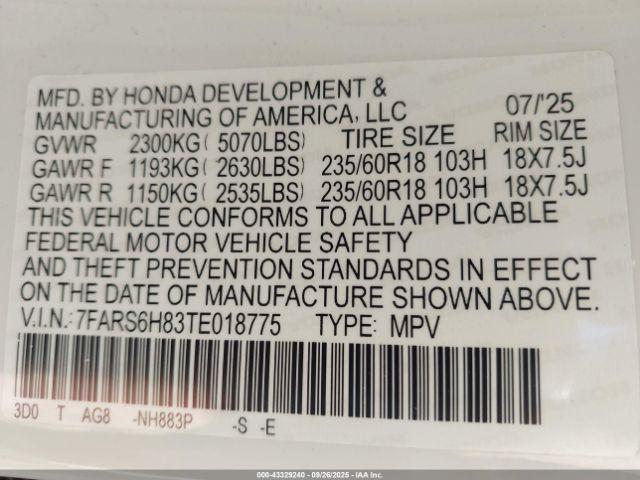 MFD. BY HONDA DEVELOPMENT &
MANUFACTURING OF AMERICA, LLC 07/'25
GVWR 2300KG( 5070LBS) TIRE SIZE RIM SIZE
GAWR F 1193KG( 2630LBS) 235/60R18 103H 18X7.5J
GAWR R 1150KG( 2535LBS) 235/60R18 103H 18X7.5J
THIS VEHICLE CONFORMS TO ALL APPLICABLE
FEDERAL MOTOR VEHICLE SAFETY
AND THEFT PREVENTION STANDARDS IN EFFECT
ON THE DATE OF MANUFACTURE SHOWN ABOVE.
V.I.N.:7FARS6H83TE018775 TYPE: MPV
3D0 T AG8 -NH883P -S -E
000-43329240 - 09/26/2025 - IAA Inc.